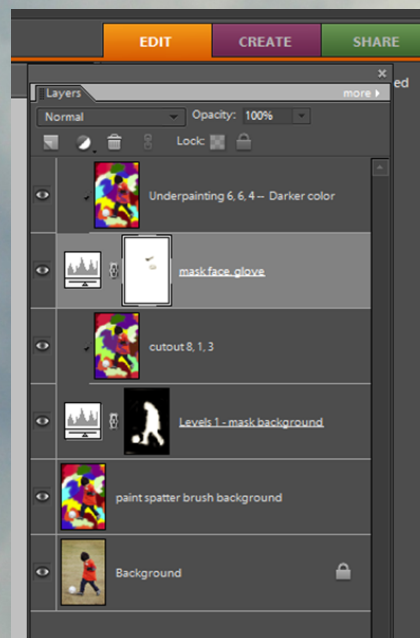 EDIT CREATE SHARE
ed
Layers more
Normal Opacity: 100%
Lock:
Underpainting 6, 6, 4 -- Darker color
mask face, glove
cutout 8, 1, 3
Levels 1 - mask background
paint spatter brush background
Background